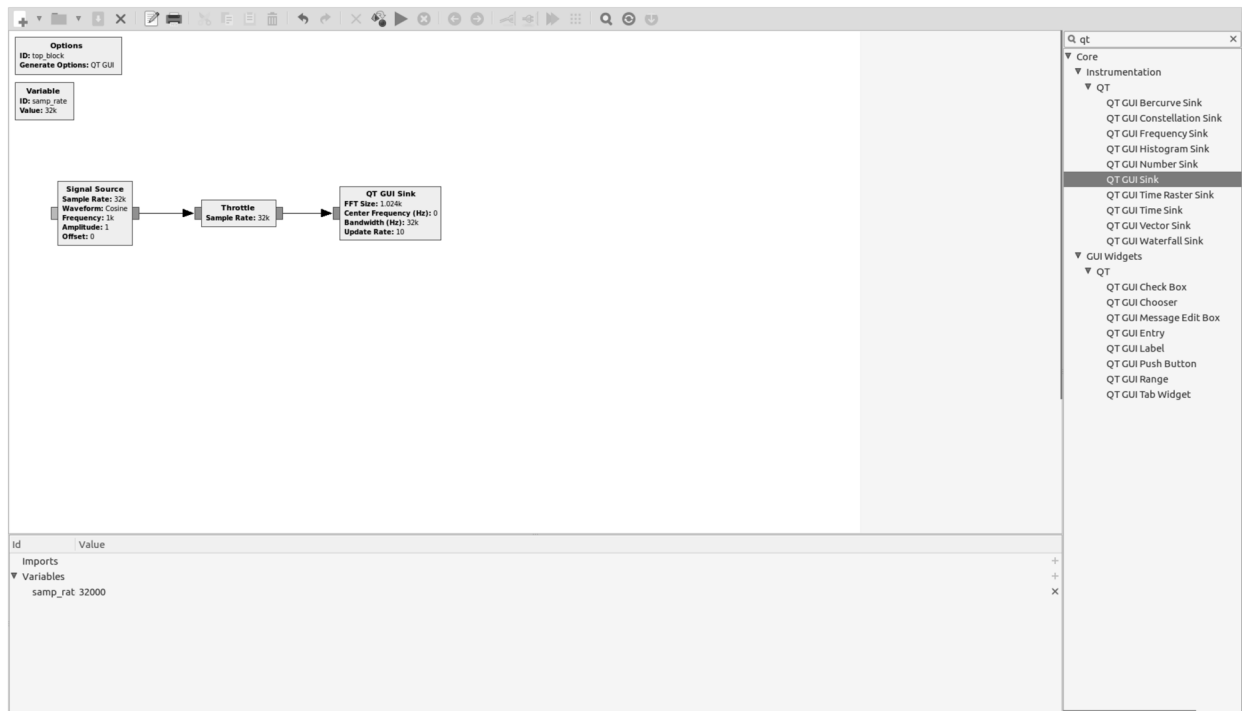 Options
ID: top_block
Generate Options: QT GUI
Variable
ID: samp_rate
Value: 32k
Signal Source
Sample Rate: 32k
Waveform: Cosine
Frequency: 1k
Amplitude: 1
Offset: 0
Throttle
Sample Rate: 32k
QT GUI Sink
FFT Size: 1.024k
Center Frequency (Hz): 0
Bandwidth (Hz): 32k
Update Rate: 10
qt
Core
Instrumentation
QT
QT GUI Bercurve Sink
QT GUI Constellation Sink
QT GUI Frequency Sink
QT GUI Histogram Sink
QT GUI Number Sink
QT GUI Sink
QT GUI Time Raster Sink
QT GUI Time Sink
QT GUI Vector Sink
QT GUI Waterfall Sink
GUI Widgets
QT
QT GUI Check Box
QT GUI Chooser
QT GUI Message Edit Box
QT GUI Entry
QT GUI Label
QT GUI Push Button
QT GUI Range
QT GUI Tab Widget
Id Value
Imports
Variables
samp_rat 32000